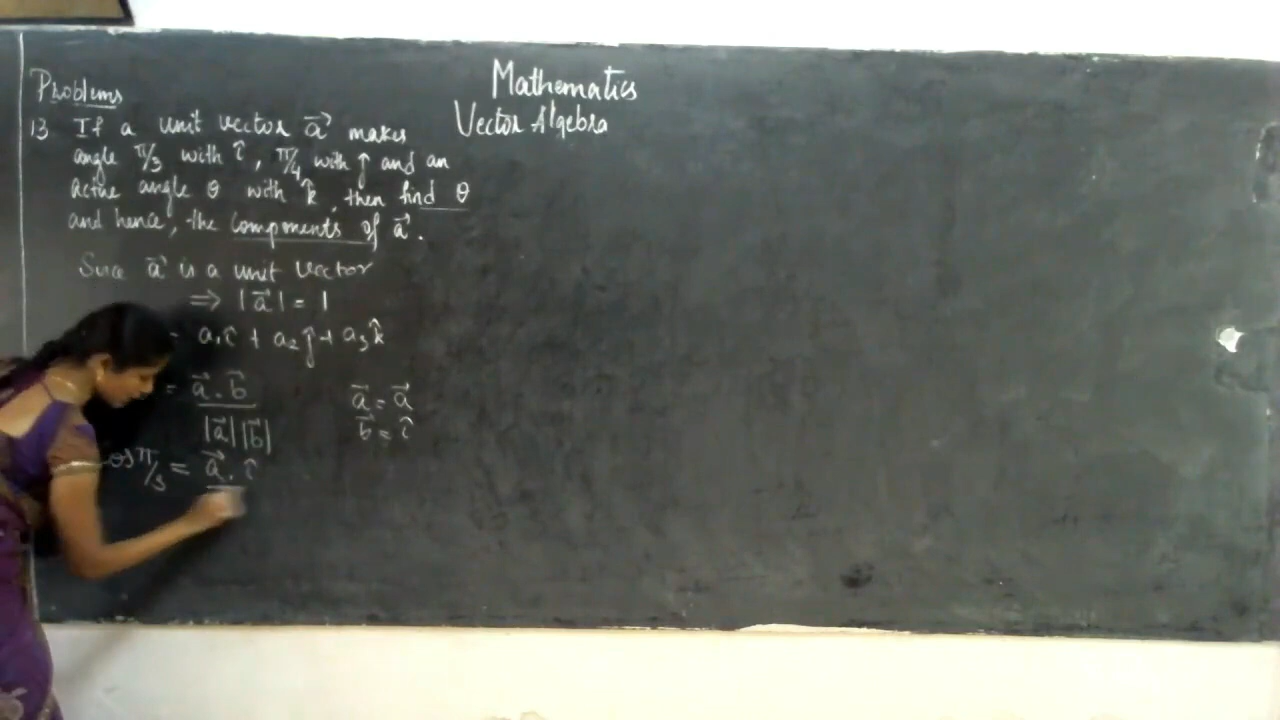 Mathematics
Vector Algebra
Problems
13 If a unit vector a⃗ makes
angle π/3 with î, π/4 with ĵ and an
acute angle θ with k̂, then find θ
and hence, the components of a⃗.
Since a⃗ is a unit vector
⇒ |a⃗| = 1
= a₁î + a₂ĵ + a₃k̂
= a⃗ . b⃗
|a⃗| |b⃗|
a⃗ = a⃗
b⃗ = î
os π/3 = a⃗ . î